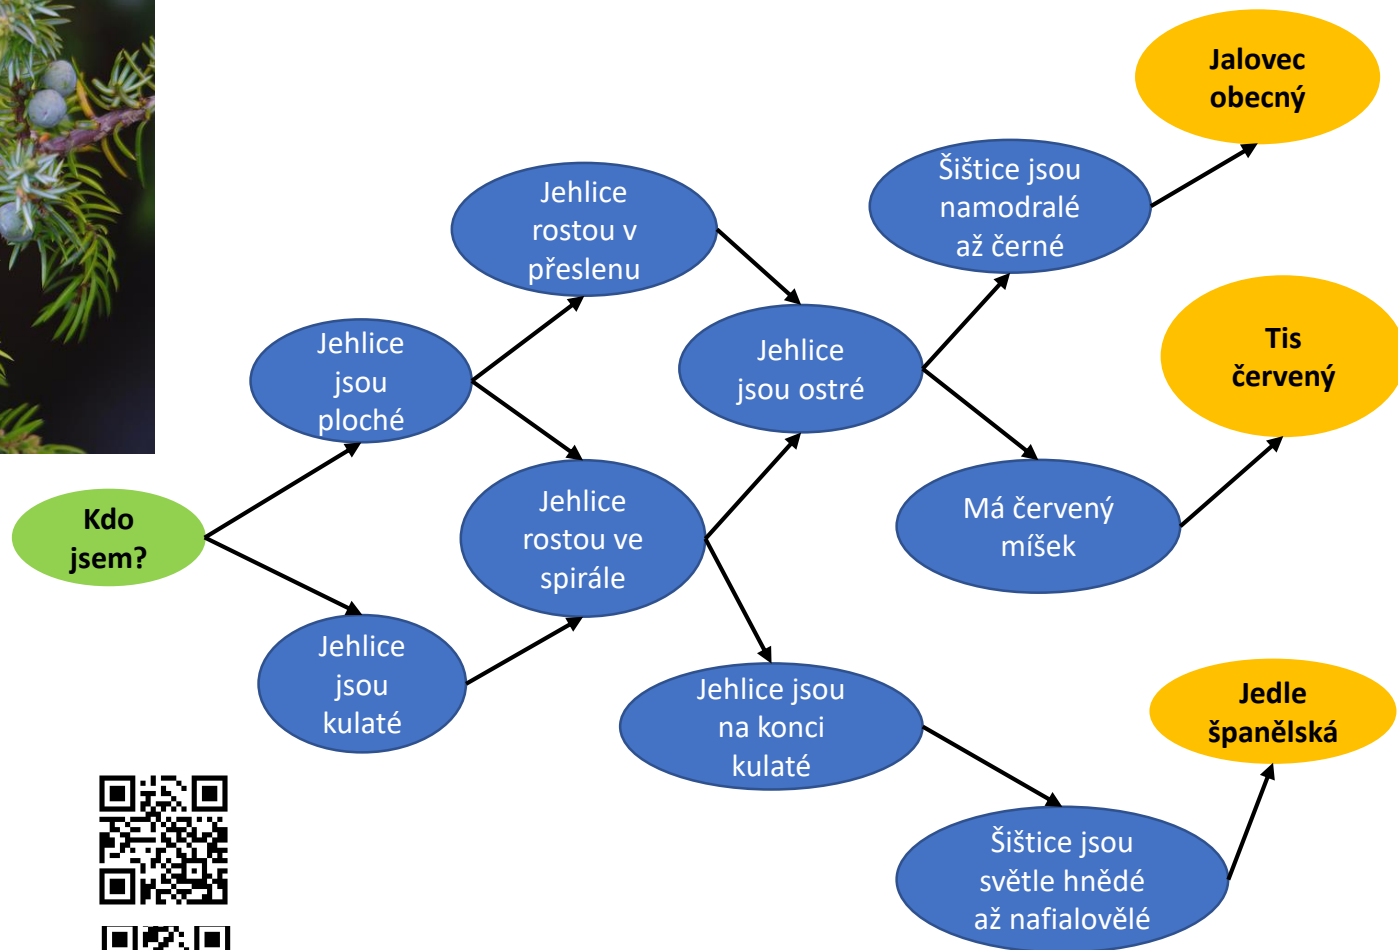 Jalovec
obecný
Šištice jsou
namodralé
až černé
Jehlice
rostou v
přeslenu
Tis
červený
Jehlice
jsou
ploché
Jehlice
jsou ostré
Kdo
jsem?
Jehlice
rostou ve
spirále
Má červený
míšek
Jehlice
jsou
kulaté
Jehlice jsou
na konci
kulaté
Jedle
španělská
Šištice jsou
světle hnědé
až nafialovělé